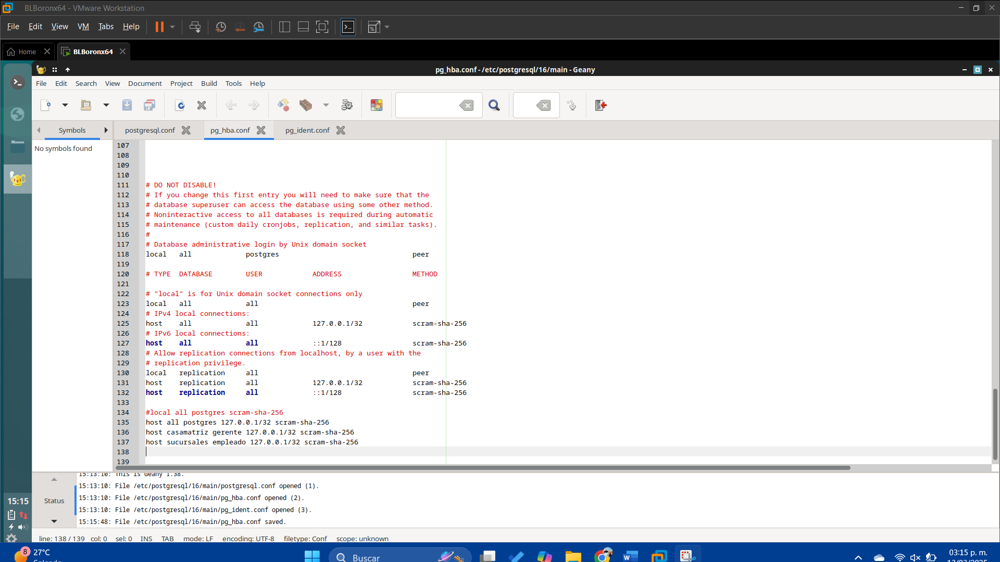 BLBoronx64 - VMware Workstation
File Edit View VM Tabs Help
Home
BLBoronx64
pg_hba.conf - /etc/postgresql/16/main - Geany
File Edit Search View Document Project Build Tools Help
Symbols
postgresql.conf
pg_hba.conf
pg_ident.conf
No symbols found
107
108
109
110
111 # DO NOT DISABLE!
112 # If you change this first entry you will need to make sure that the
113 # database superuser can access the database using some other method.
114 # Noninteractive access to all databases is required during automatic
115 # maintenance (custom daily cronjobs, replication, and similar tasks).
116 #
117 # Database administrative login by Unix domain socket
118 local   all             postgres                                peer
119
120 # TYPE  DATABASE        USER            ADDRESS                 METHOD
121
122 # "local" is for Unix domain socket connections only
123 local   all             all                                     peer
124 # IPv4 local connections:
125 host    all             all             127.0.0.1/32            scram-sha-256
126 # IPv6 local connections:
127 host    all             all             ::1/128                 scram-sha-256
128 # Allow replication connections from localhost, by a user with the
129 # replication privilege.
130 local   replication     all                                     peer
131 host    replication     all             127.0.0.1/32            scram-sha-256
132 host    replication     all             ::1/128                 scram-sha-256
133
134 #local all postgres scram-sha-256
135 host all postgres 127.0.0.1/32 scram-sha-256
136 host casamatriz gerente 127.0.0.1/32 scram-sha-256
137 host sucursales empleado 127.0.0.1/32 scram-sha-256
138
139
15:13:10: This is Geany 1.38.
15:13:10: File /etc/postgresql/16/main/postgresql.conf opened (1).
15:13:10: File /etc/postgresql/16/main/pg_hba.conf opened (2).
15:13:10: File /etc/postgresql/16/main/pg_ident.conf opened (3).
15:15:48: File /etc/postgresql/16/main/pg_hba.conf saved.
Status
15:15
line: 138 / 139 col: 0 sel: 0 INS TAB mode: LF encoding: UTF-8 filetype: Conf scope: unknown
8
27°C
Soleado
Buscar
03:15 p. m.